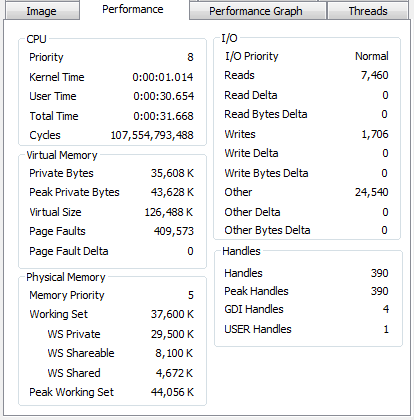 Image Performance Performance Graph Threads
CPU
Priority 8
Kernel Time 0:00:01.014
User Time 0:00:30.654
Total Time 0:00:31.668
Cycles 107,554,793,488
Virtual Memory
Private Bytes 35,608 K
Peak Private Bytes 43,628 K
Virtual Size 126,488 K
Page Faults 409,573
Page Fault Delta 0
Physical Memory
Memory Priority 5
Working Set 37,600 K
WS Private 29,500 K
WS Shareable 8,100 K
WS Shared 4,672 K
Peak Working Set 44,056 K
I/O
I/O Priority Normal
Reads 7,460
Read Delta 0
Read Bytes Delta 0
Writes 1,706
Write Delta 0
Write Bytes Delta 0
Other 24,540
Other Delta 0
Other Bytes Delta 0
Handles
Handles 390
Peak Handles 390
GDI Handles 4
USER Handles 1